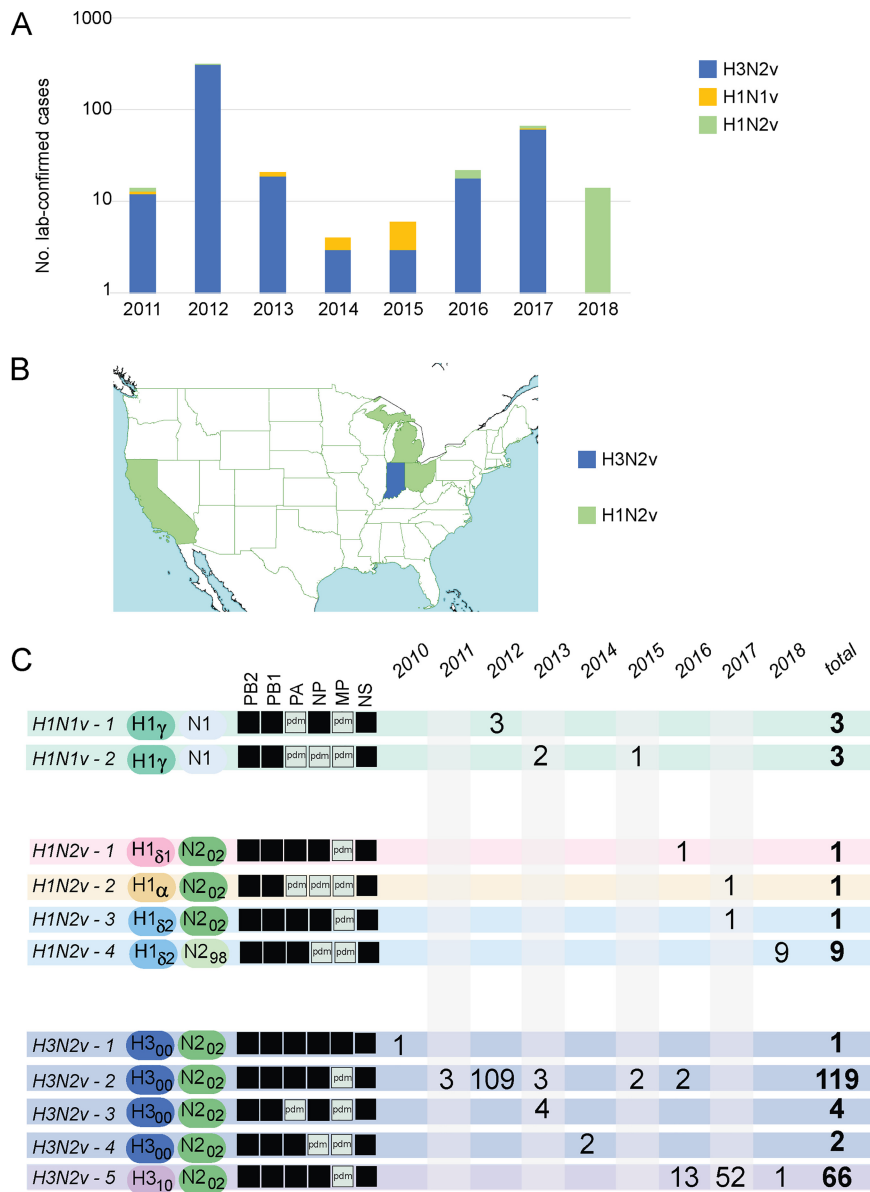 A
1000
100
10
1
No. lab-confirmed cases
2011 2012 2013 2014 2015 2016 2017 2018
H3N2v
H1N1v
H1N2v
B
H3N2v
H1N2v
C
PB2 PB1 PA NP MP NS 2010 2011 2012 2013 2014 2015 2016 2017 2018 total
H1N1v - 1 H1γ N1 pdm pdm 3 3
H1N1v - 2 H1γ N1 pdm pdm pdm 2 1 3
H1N2v - 1 H1δ1 N202 pdm 1 1
H1N2v - 2 H1α N202 pdm pdm pdm 1 1
H1N2v - 3 H1δ2 N202 pdm 1 1
H1N2v - 4 H1δ2 N298 pdm pdm 9 9
H3N2v - 1 H300 N202 1 1
H3N2v - 2 H300 N202 pdm 3 109 3 2 2 119
H3N2v - 3 H300 N202 pdm pdm 4 4
H3N2v - 4 H300 N202 pdm pdm 2 2
H3N2v - 5 H310 N202 pdm 13 52 1 66